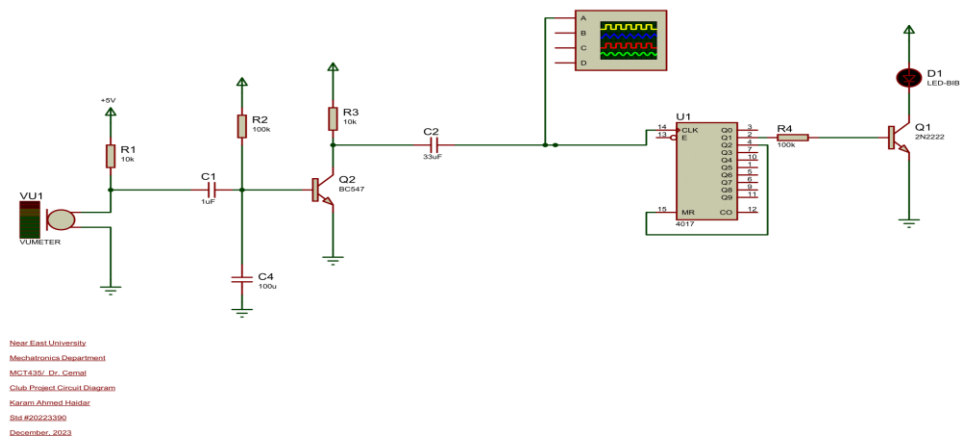 A
B
C
D
D1
LED-BIB
+5V
R1
10k
R2
100k
R3
10k
C2
33uF
U1
14
CLK
13
E
15
MR
Q0
3
Q1
2
Q2
4
Q3
7
Q4
10
Q5
1
Q6
5
Q7
6
Q8
9
Q9
11
CO
12
4017
R4
100k
Q1
2N2222
C1
1uF
Q2
BC547
VU1
VUMETER
C4
100u
Near East University
Mechatronics Department
MCT435/ Dr. Cemal
Club Project Circuit Diagram
Karam Ahmed Haidar
Std #20223390
December, 2023